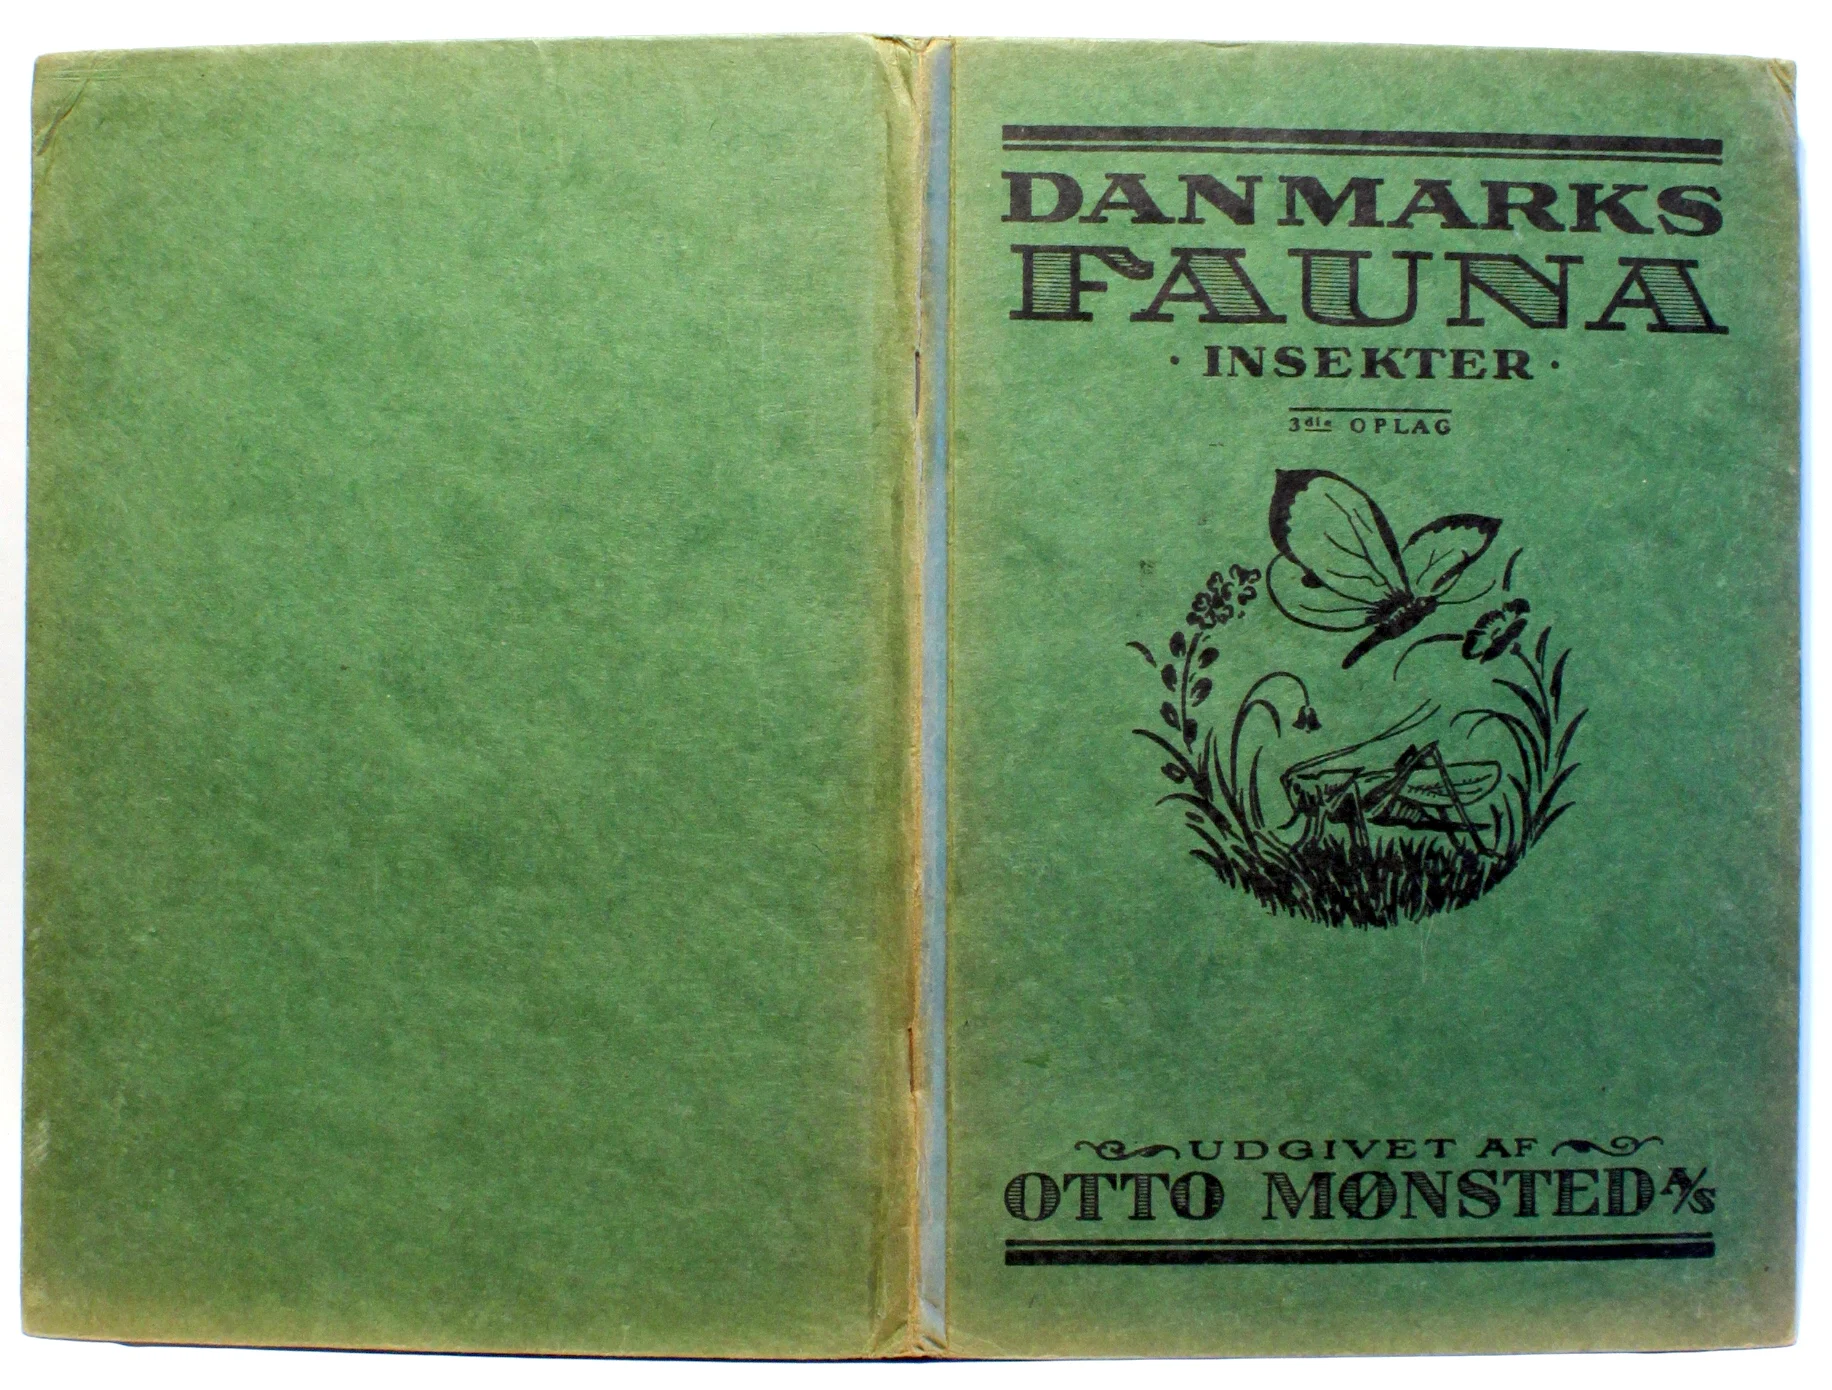 DANMARKS
FAUNA
· INSEKTER ·
3die OPLAG
UDGIVET AF
OTTO MØNSTED A/S